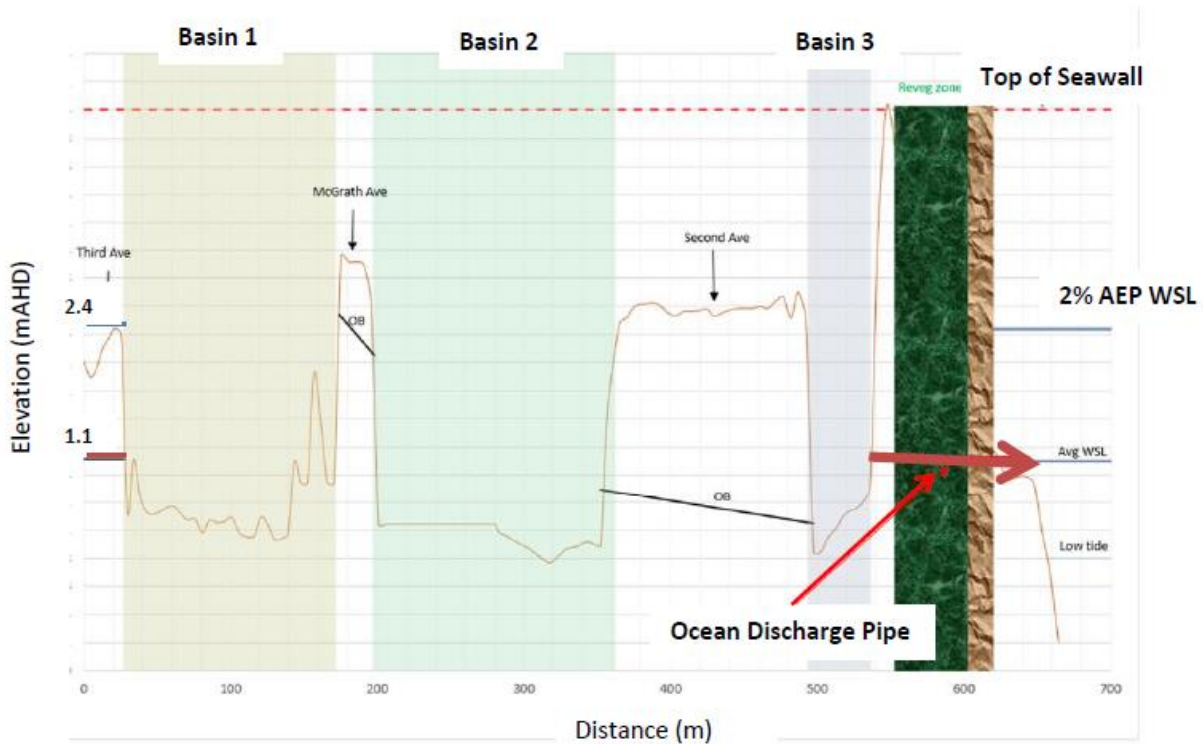 Basin 1
Basin 2
Basin 3
Top of Seawall
Reveg zone
McGrath Ave
Third Ave
Second Ave
2.4
2% AEP WSL
OB
1.1
Avg WSL
OB
Low tide
Ocean Discharge Pipe
Elevation (mAHD)
0
100
200
300
400
500
600
700
Distance (m)